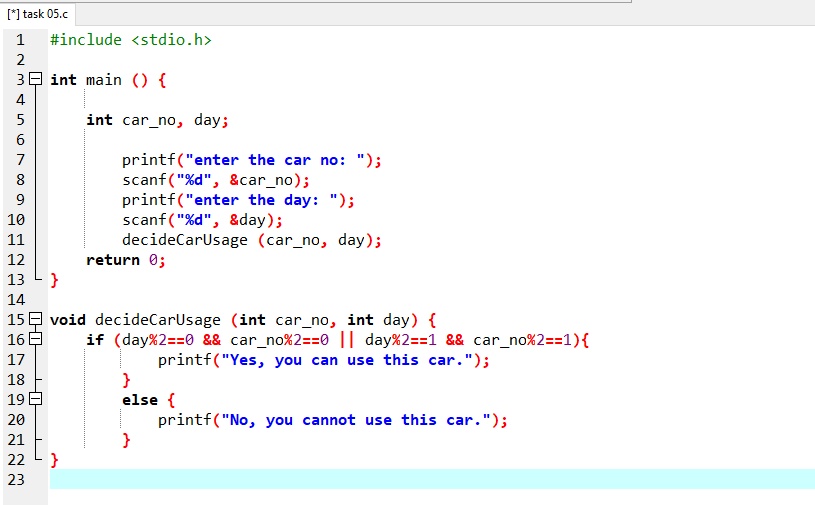 [*] task 05.c
1 #include <stdio.h>
2
3 int main () {
4
5 int car_no, day;
6
7 printf("enter the car no: ");
8 scanf("%d", &car_no);
9 printf("enter the day: ");
10 scanf("%d", &day);
11 decideCarUsage (car_no, day);
12 return 0;
13 }
14
15 void decideCarUsage (int car_no, int day) {
16 if (day%2==0 && car_no%2==0 || day%2==1 && car_no%2==1){
17 printf("Yes, you can use this car.");
18 }
19 else {
20 printf("No, you cannot use this car.");
21 }
22 }
23